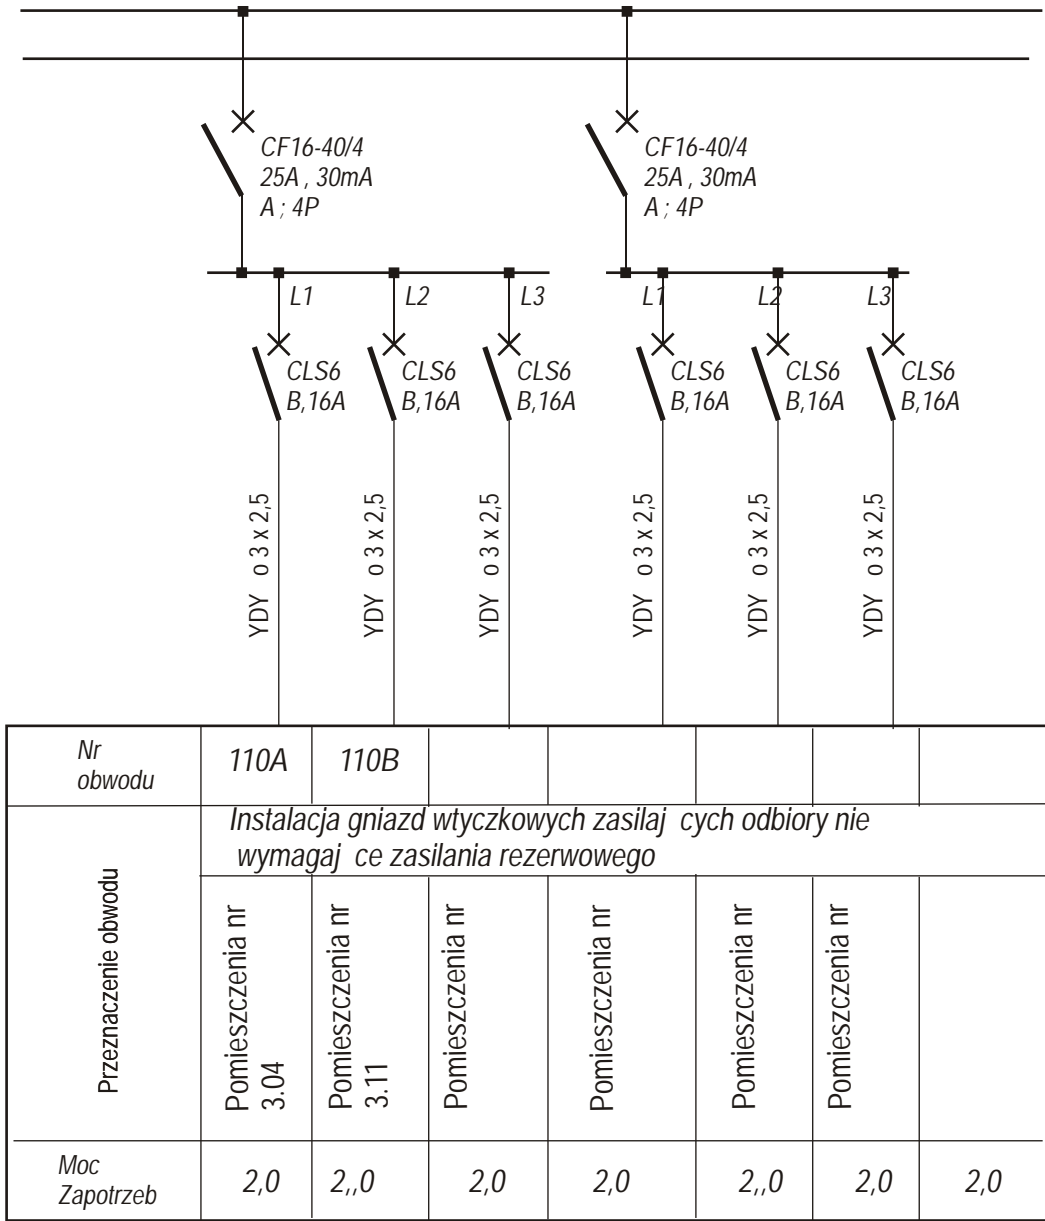 CF16-40/4
25A , 30mA
A ; 4P
CF16-40/4
25A , 30mA
A ; 4P
L1
L2
L3
L1
L2
L3
CLS6
B,16A
CLS6
B,16A
CLS6
B,16A
CLS6
B,16A
CLS6
B,16A
CLS6
B,16A
YDY o 3 x 2,5
YDY o 3 x 2,5
YDY o 3 x 2,5
YDY o 3 x 2,5
YDY o 3 x 2,5
YDY o 3 x 2,5
Nr
obwodu
110A
110B
Przeznaczenie obwodu
Instalacja gniazd wtyczkowych zasilaj cych odbiory nie
wymagaj ce zasilania rezerwowego
Pomieszczenia nr
3.04
Pomieszczenia nr
3.11
Pomieszczenia nr
Pomieszczenia nr
Pomieszczenia nr
Pomieszczenia nr
Moc
Zapotrzeb
2,0
2,,0
2,0
2,0
2,,0
2,0
2,0